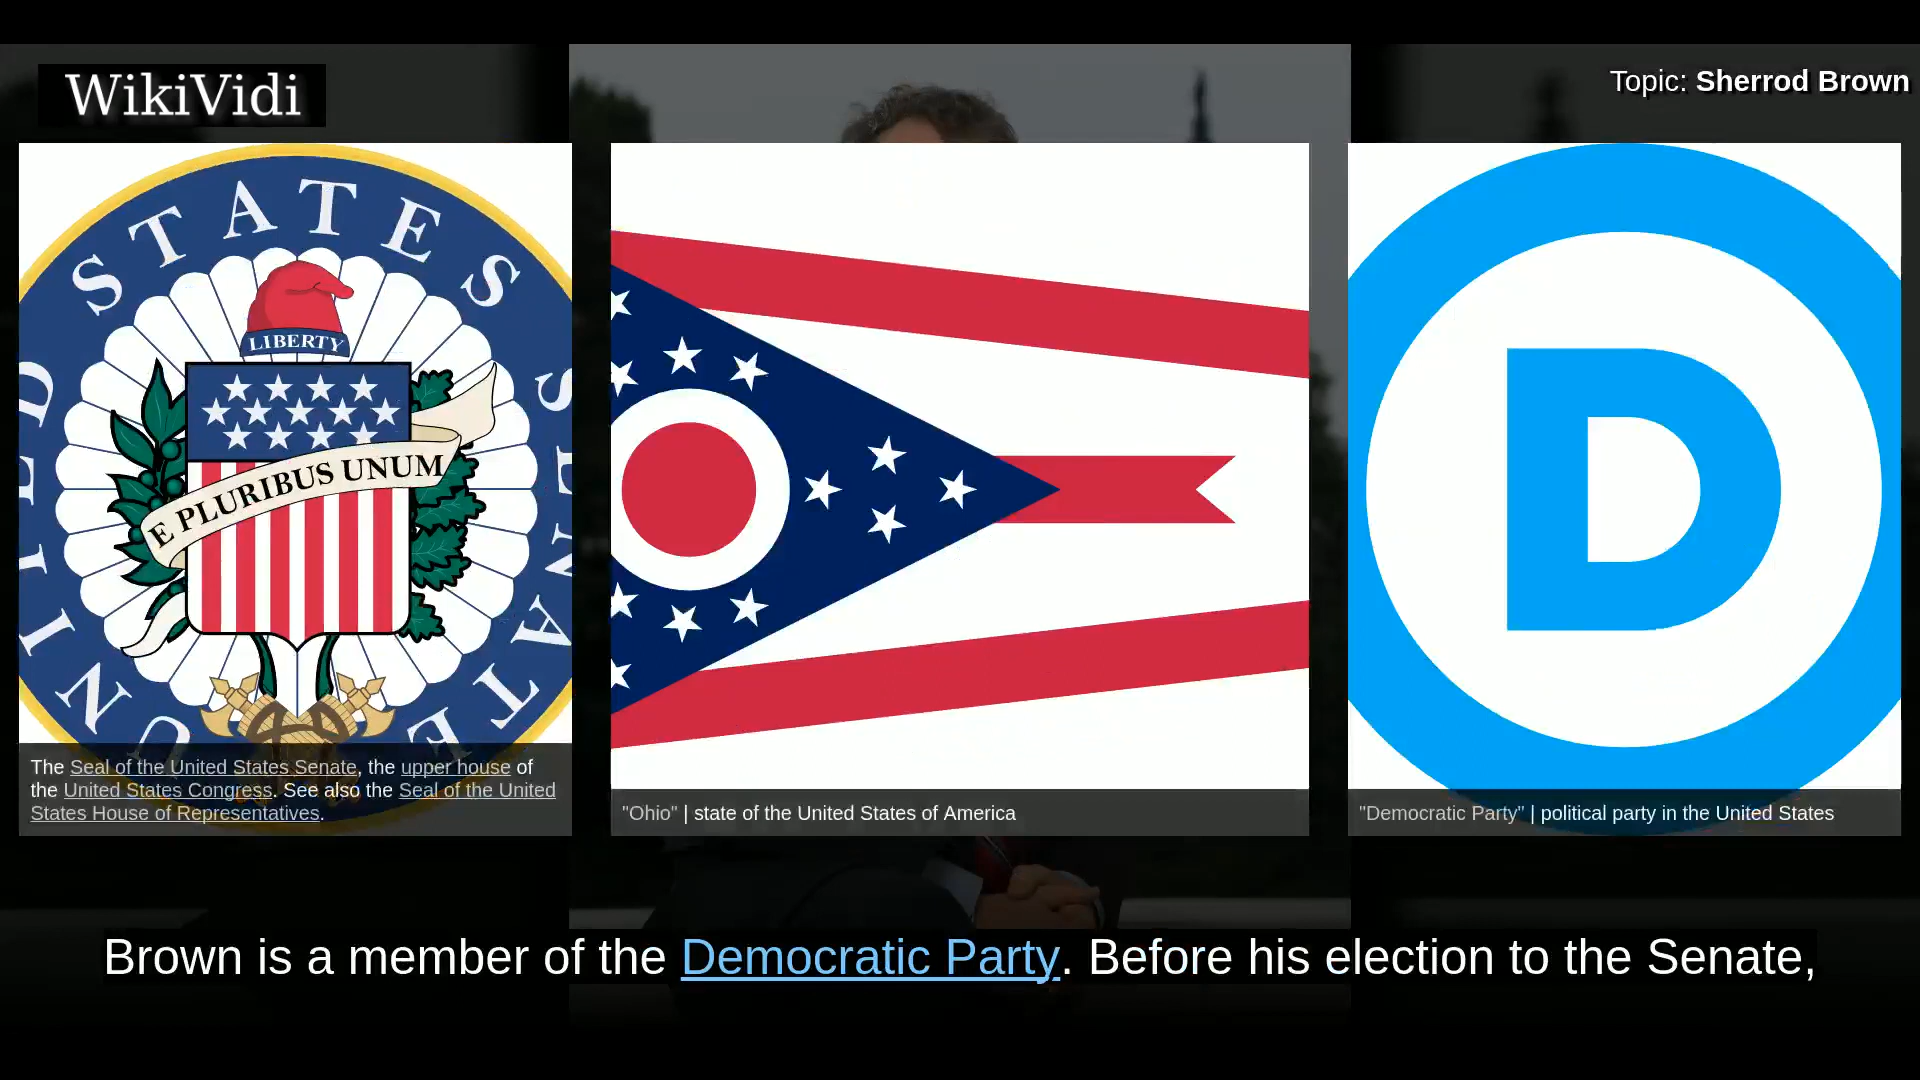 WikiVidi
Topic: Sherrod Brown
UNITED STATES SENATE
LIBERTY
E PLURIBUS UNUM
D
The Seal of the United States Senate, the upper house of
the United States Congress. See also the Seal of the United
States House of Representatives.
"Ohio" | state of the United States of America
"Democratic Party" | political party in the United States
Brown is a member of the Democratic Party. Before his election to the Senate,